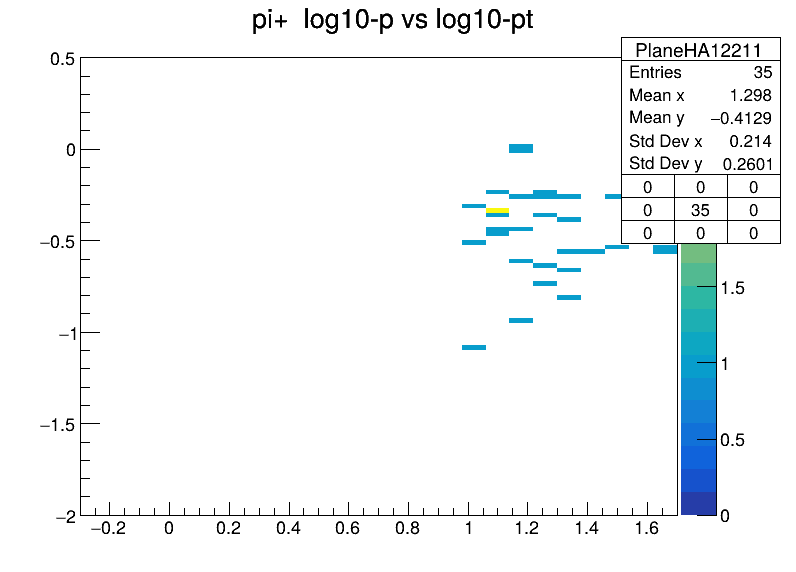 pi+ log10-p vs log10-pt
PlaneHA12211
Entries 35
Mean x 1.298
Mean y −0.4129
Std Dev x 0.214
Std Dev y 0.2601
0 0 0
0 35 0
0 0 0
0.5
0
−0.5
−1
−1.5
−2
−0.2 0 0.2 0.4 0.6 0.8 1 1.2 1.4 1.6
1.5
1
0.5
0